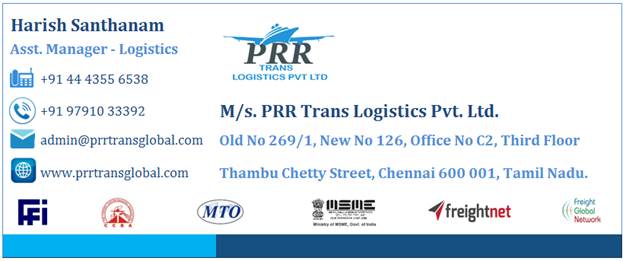 Harish Santhanam
Asst. Manager - Logistics
+91 44 4355 6538
+91 97910 33392
admin@prrtransglobal.com
www.prrtransglobal.com
PRR
TRANS
LOGISTICS PVT LTD
M/s. PRR Trans Logistics Pvt. Ltd.
Old No 269/1, New No 126, Office No C2, Third Floor
Thambu Chetty Street, Chennai 600 001, Tamil Nadu.
FFFI
CCBA
MTO
MSME
Ministry of MSME, Govt. of India
freightnet
Freight
Global
Network